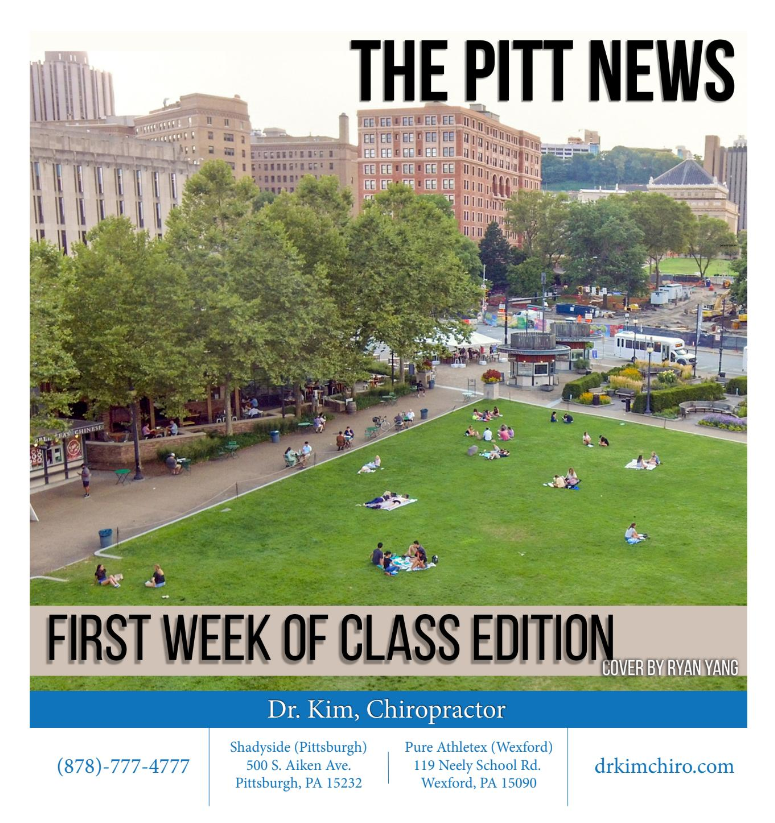 THE PITT NEWS
FIRST WEEK OF CLASS EDITION
COVER BY RYAN YANG
Dr. Kim, Chiropractor
(878)-777-4777
Shadyside (Pittsburgh)
500 S. Aiken Ave.
Pittsburgh, PA 15232
Pure Athletex (Wexford)
119 Neely School Rd.
Wexford, PA 15090
drkimchiro.com